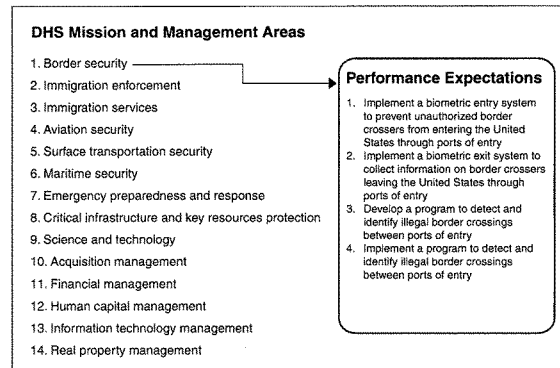 DHS Mission and Management Areas
1. Border security
2. Immigration enforcement
3. Immigration services
4. Aviation security
5. Surface transportation security
6. Maritime security
7. Emergency preparedness and response
8. Critical infrastructure and key resources protection
9. Science and technology
10. Acquisition management
11. Financial management
12. Human capital management
13. Information technology management
14. Real property management
Performance Expectations
1. Implement a biometric entry system
to prevent unauthorized border
crossers from entering the United
States through ports of entry
2. Implement a biometric exit system to
collect information on border crossers
leaving the United States through
ports of entry
3. Develop a program to detect and
identify illegal border crossings
between ports of entry
4. Implement a program to detect and
identify illegal border crossings
between ports of entry